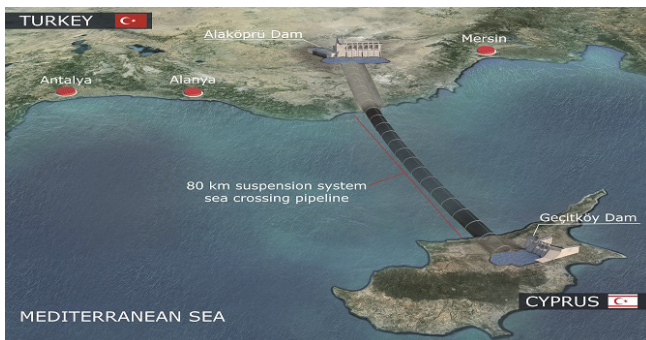 TURKEY
Alaköprü Dam
Mersin
Antalya
Alanya
80 km suspension system
sea crossing pipeline
Geçitköy Dam
CYPRUS
MEDITERRANEAN SEA